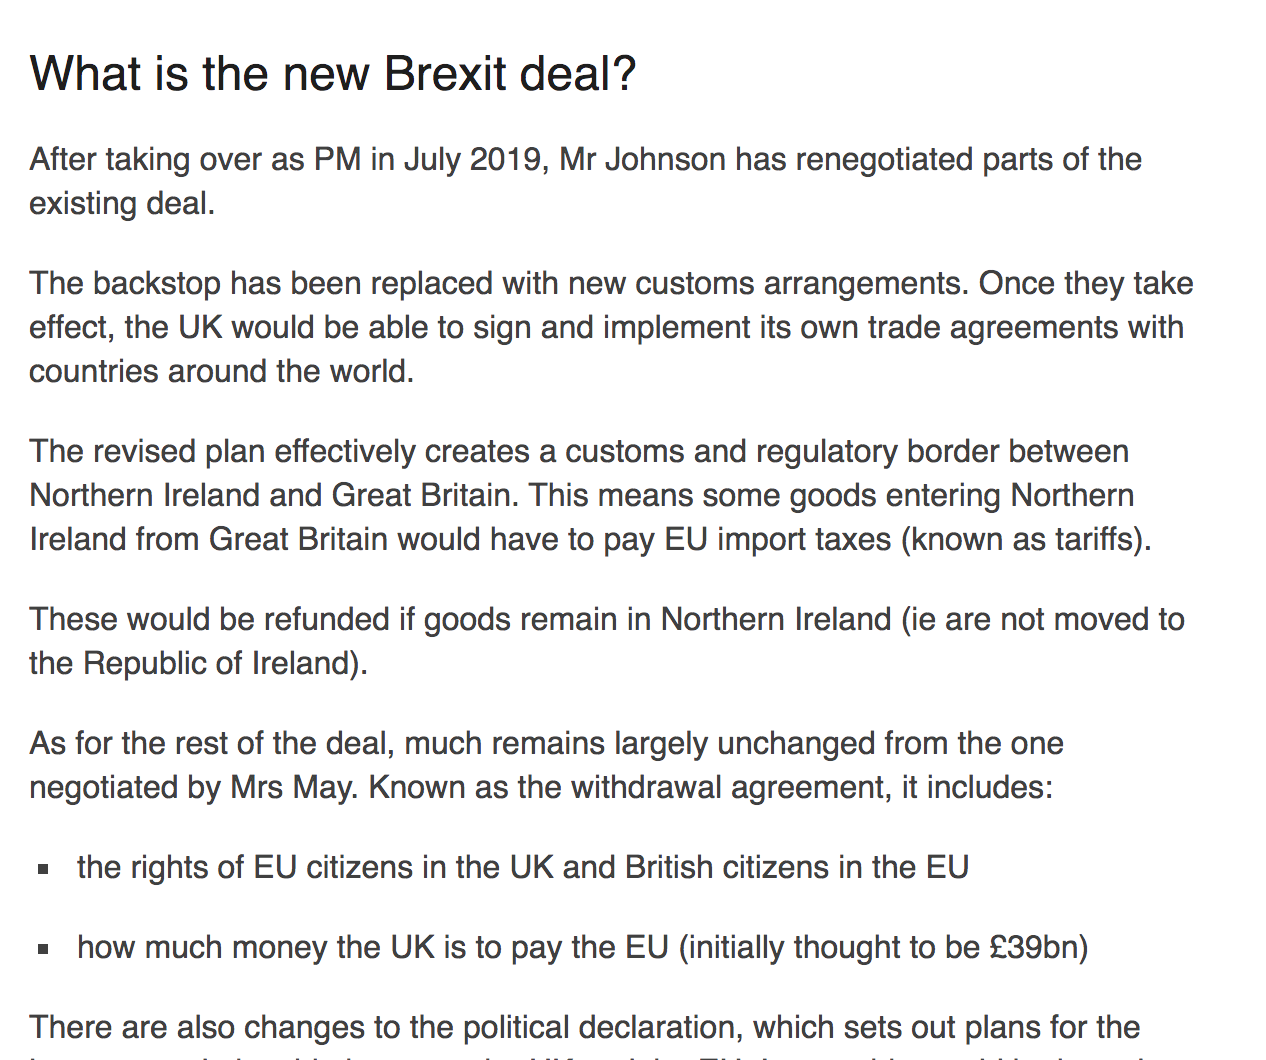 What is the new Brexit deal?
After taking over as PM in July 2019, Mr Johnson has renegotiated parts of the
existing deal.
The backstop has been replaced with new customs arrangements. Once they take
effect, the UK would be able to sign and implement its own trade agreements with
countries around the world.
The revised plan effectively creates a customs and regulatory border between
Northern Ireland and Great Britain. This means some goods entering Northern
Ireland from Great Britain would have to pay EU import taxes (known as tariffs).
These would be refunded if goods remain in Northern Ireland (ie are not moved to
the Republic of Ireland).
As for the rest of the deal, much remains largely unchanged from the one
negotiated by Mrs May. Known as the withdrawal agreement, it includes:
▪ the rights of EU citizens in the UK and British citizens in the EU
▪ how much money the UK is to pay the EU (initially thought to be £39bn)
There are also changes to the political declaration, which sets out plans for the